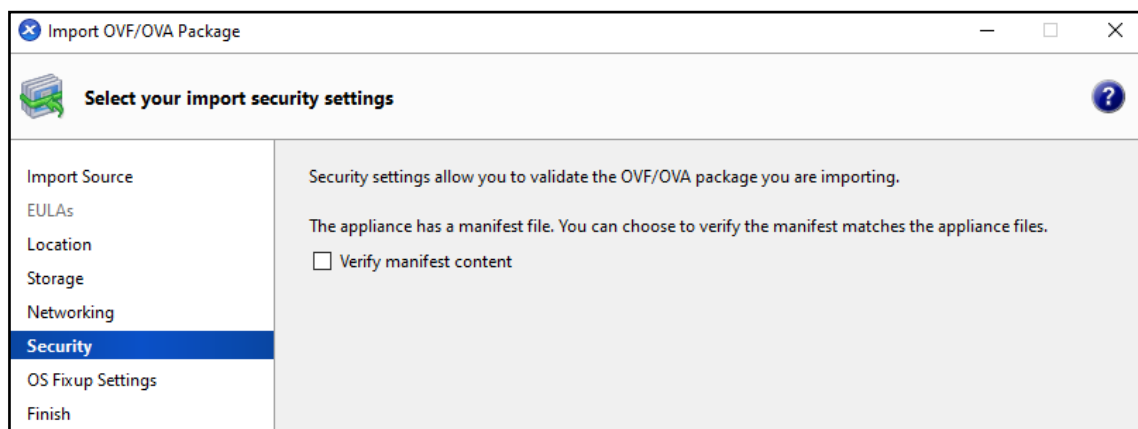 Import OVF/OVA Package
Select your import security settings
?
Import Source
EULAs
Location
Storage
Networking
Security
OS Fixup Settings
Finish
Security settings allow you to validate the OVF/OVA package you are importing.
The appliance has a manifest file. You can choose to verify the manifest matches the appliance files.
Verify manifest content